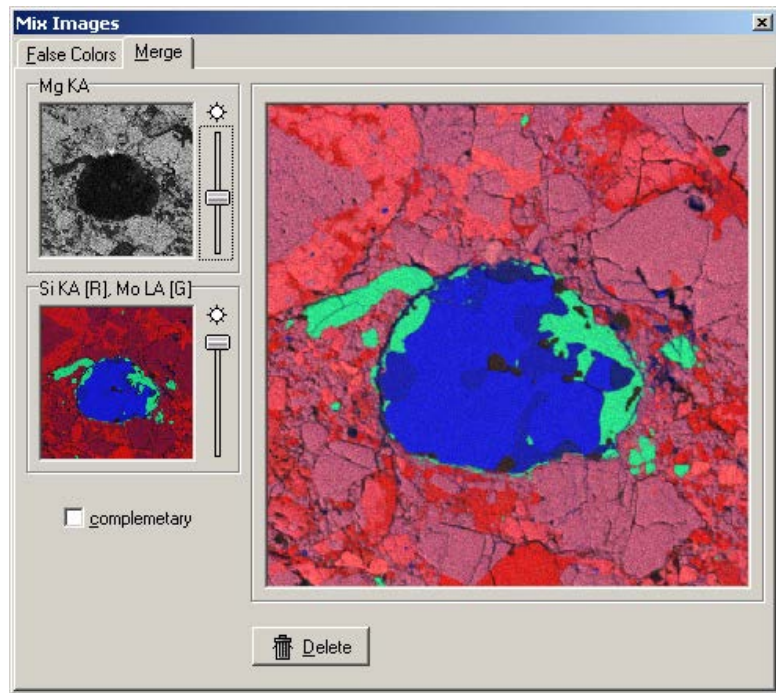 Mix Images
False Colors Merge
Mg KA
Si KA [R], Mo LA [G]
complemetary
Delete